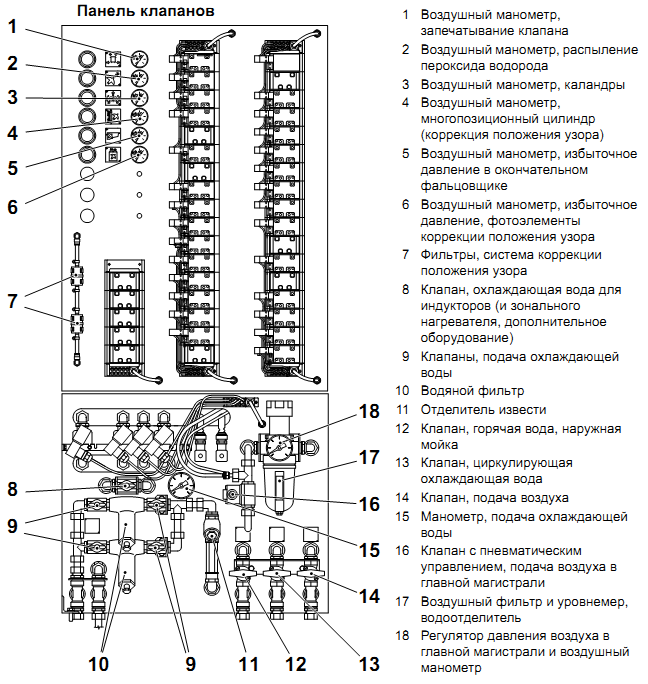 Панель клапанов
1
2
3
4
5
6
7
8
9
10
9
11
12
13
14
15
16
17
18
1 Воздушный манометр,
запечатывание клапана
2 Воздушный манометр, распыление
пероксида водорода
3 Воздушный манометр, каландры
4 Воздушный манометр,
многопозиционный цилиндр
(коррекция положения узора)
5 Воздушный манометр, избыточное
давление в окончательном
фальцовщике
6 Воздушный манометр, избыточное
давление, фотоэлементы
коррекции положения узора
7 Фильтры, система коррекции
положения узора
8 Клапан, охлаждающая вода для
индукторов (и зонального
нагревателя, дополнительное
оборудование)
9 Клапаны, подача охлаждающей
воды
10 Водяной фильтр
11 Отделитель извести
12 Клапан, горячая вода, наружная
мойка
13 Клапан, циркулирующая
охлаждающая вода
14 Клапан, подача воздуха
15 Манометр, подача охлаждающей
воды
16 Клапан с пневматическим
управлением, подача воздуха в
главной магистрали
17 Воздушный фильтр и уровнемер,
водоотделитель
18 Регулятор давления воздуха в
главной магистрали и воздушный
манометр